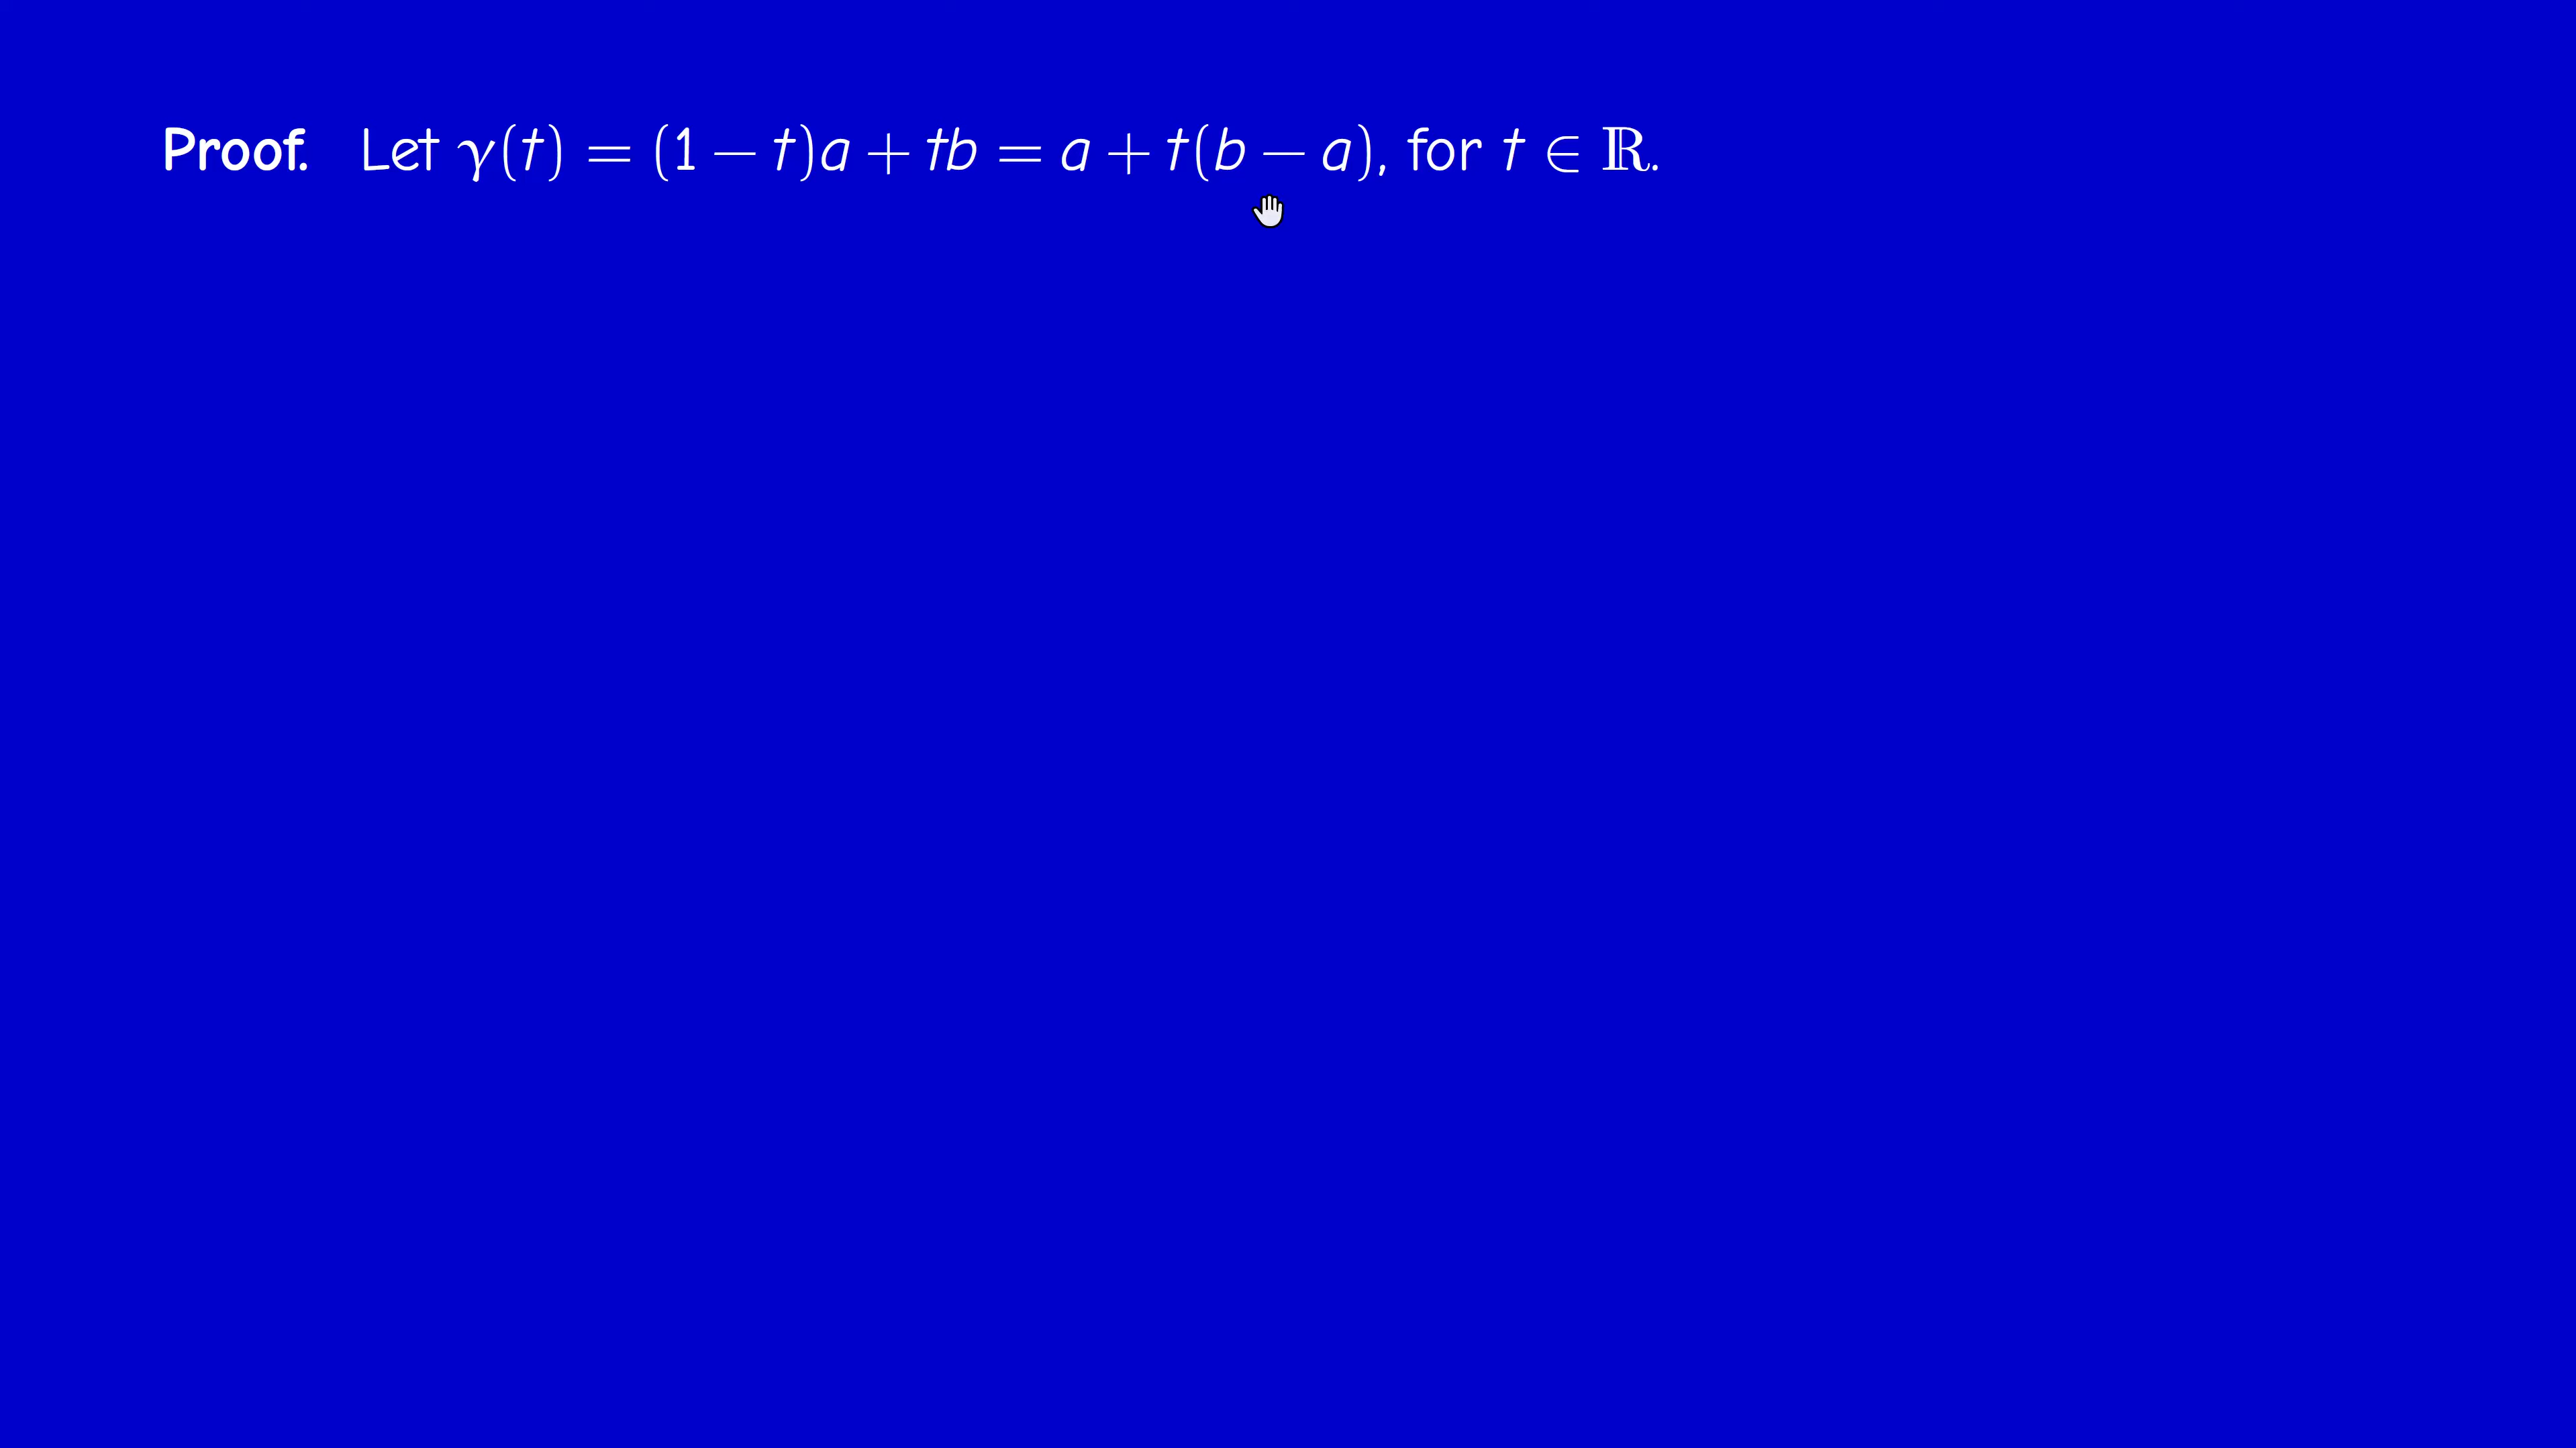 Proof. Let γ(t) = (1 − t)a + tb = a + t(b − a), for t ∈ ℝ.